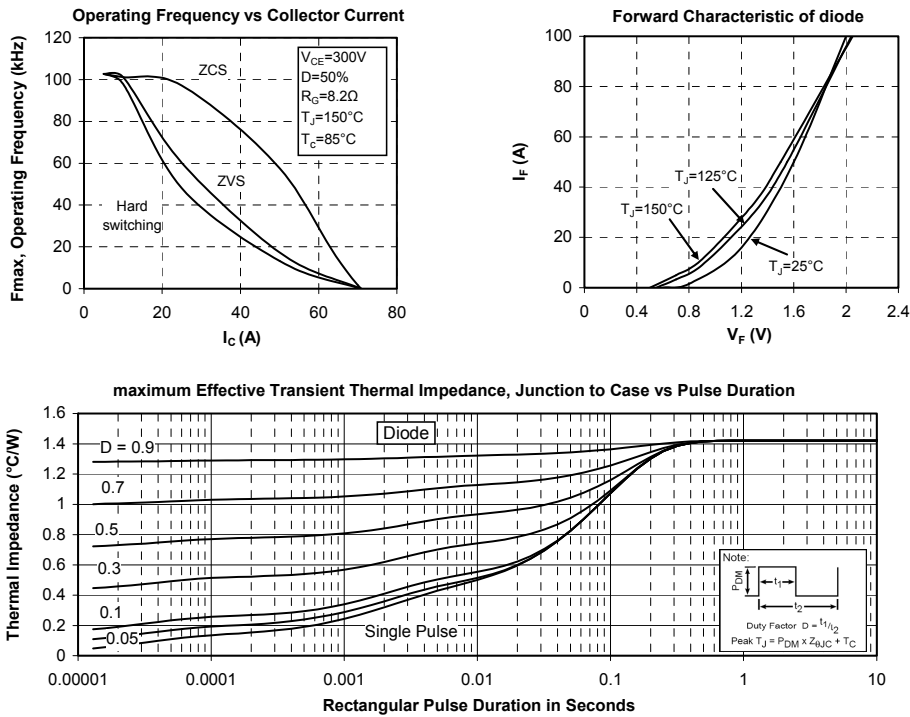 Operating Frequency vs Collector Current
Fmax, Operating Frequency (kHz)
120
100
80
60
40
20
0
ZCS
ZVS
Hard
switching
V_CE=300V
D=50%
R_G=8.2Ω
T_J=150°C
T_c=85°C
0 20 40 60 80
I_C (A)
Forward Characteristic of diode
I_F (A)
100
80
60
40
20
0
T_J=125°C
T_J=150°C
T_J=25°C
0 0.4 0.8 1.2 1.6 2 2.4
V_F (V)
maximum Effective Transient Thermal Impedance, Junction to Case vs Pulse Duration
Thermal Impedance (°C/W)
1.6
1.4
1.2
1
0.8
0.6
0.4
0.2
0
Diode
D = 0.9
0.7
0.5
0.3
0.1
0.05
Single Pulse
Note:
P_DM
t_1
t_2
Duty Factor D = t_1/t_2
Peak T_J = P_DM x Z_θJC + T_C
0.00001 0.0001 0.001 0.01 0.1 1 10
Rectangular Pulse Duration in Seconds